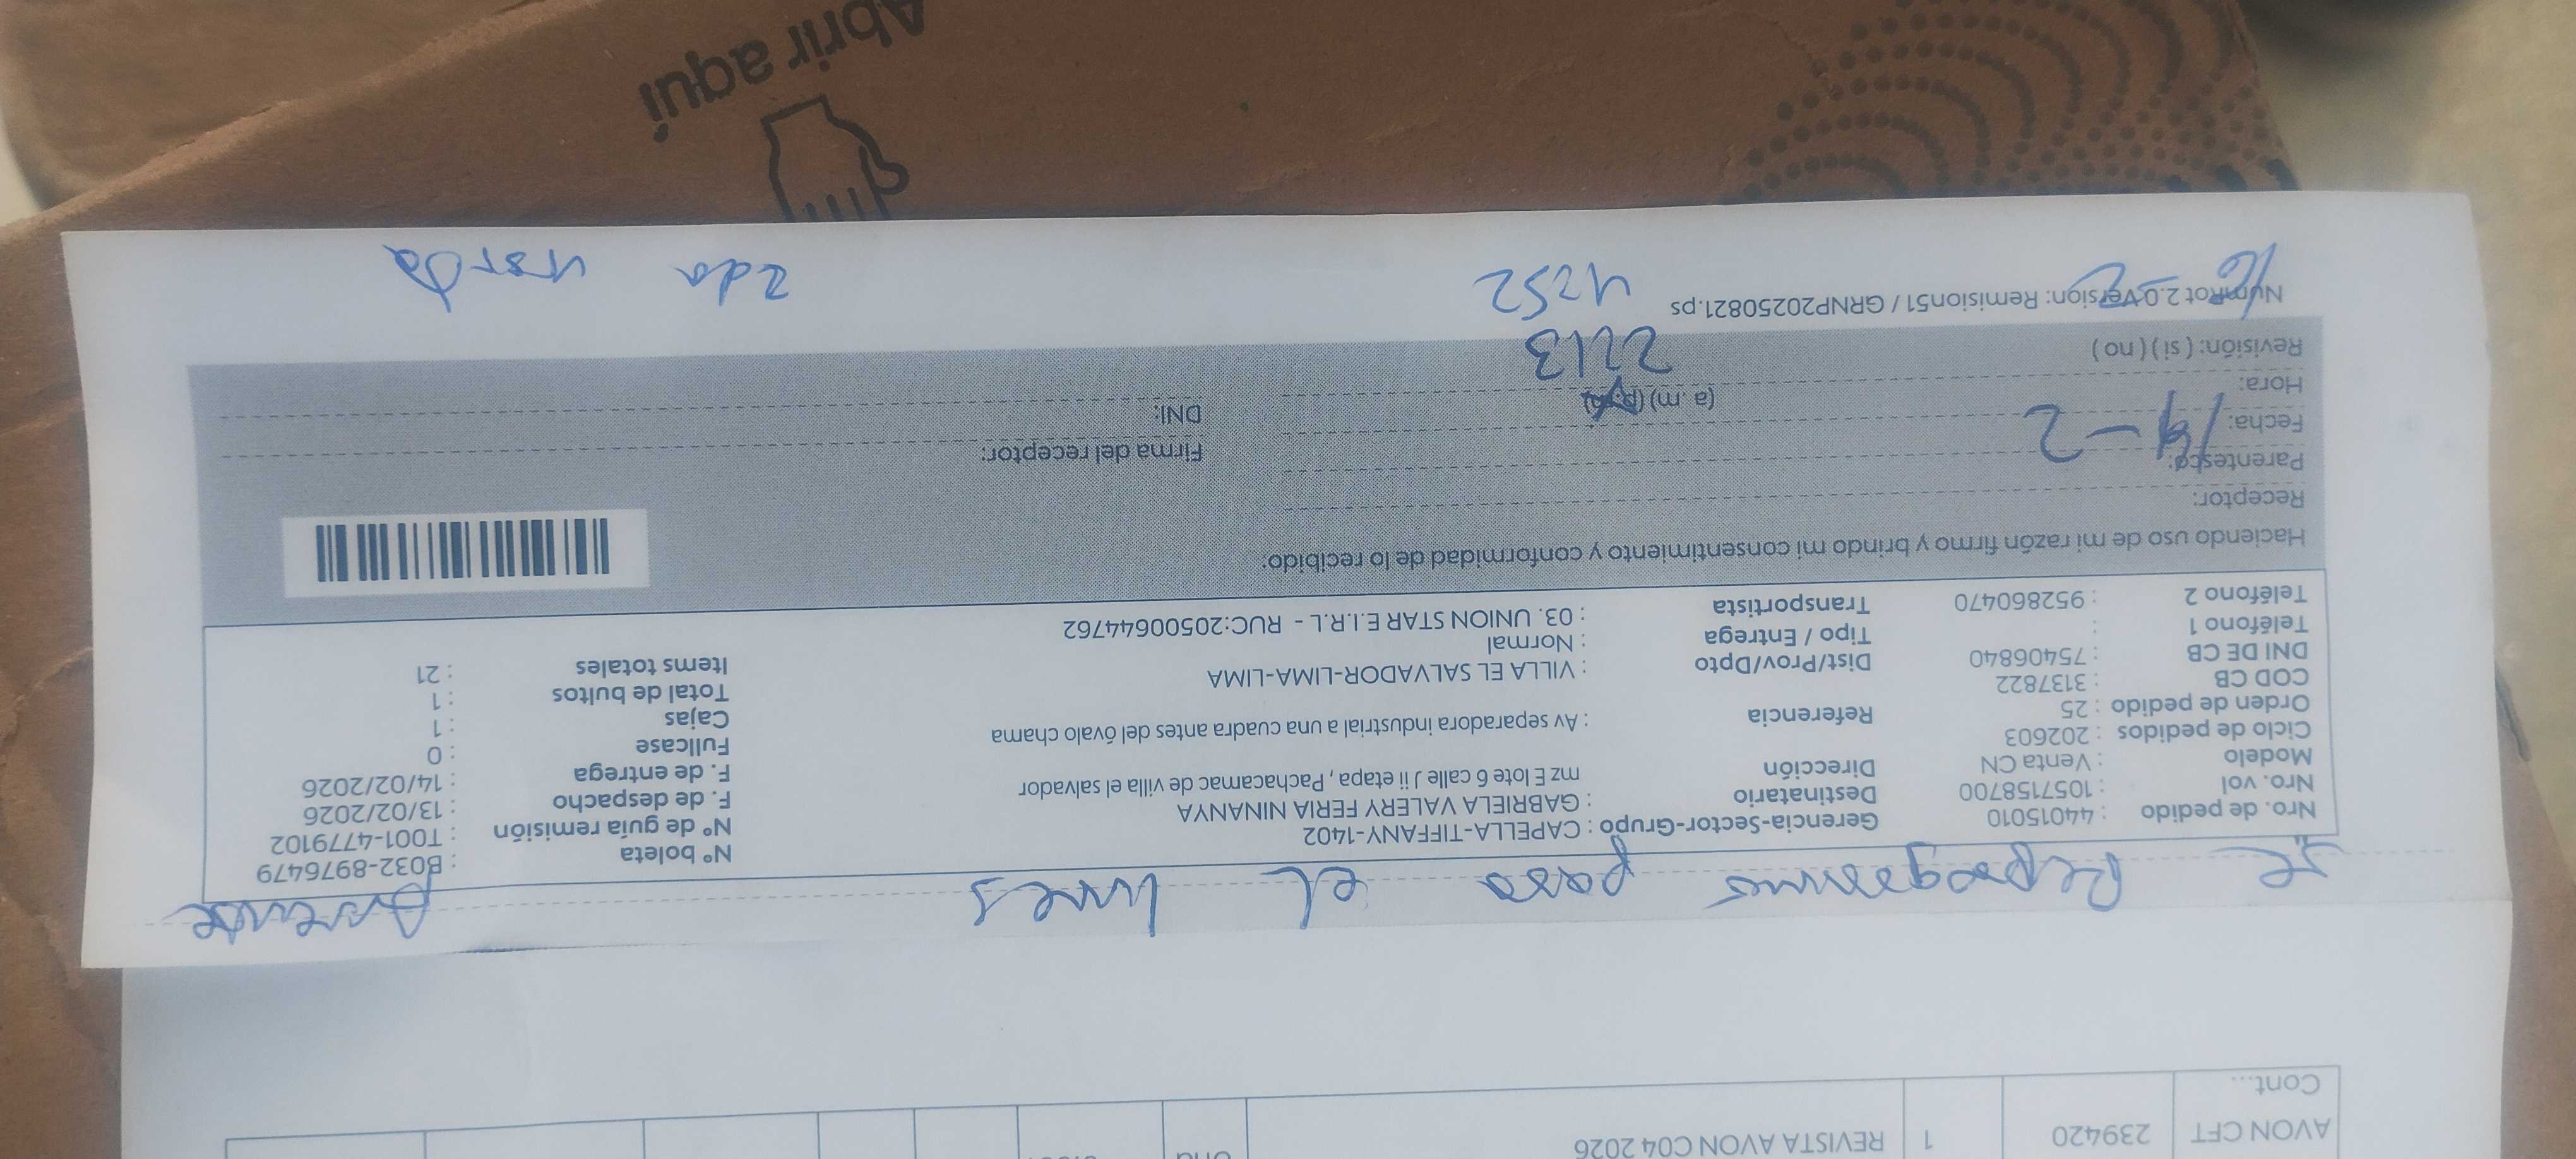 AVON CFT 239420 1 REVISTA AVON C04 2026
Cont...
se Reprogramo para el lunes Ausente
Nro. de pedido : 44015010
Nro. vol : 1057158700
Modelo : Venta CN
Ciclo de pedidos : 202603
Orden de pedido : 25
COD CB : 3137822
DNI DE CB : 75406840
Teléfono 1 :
Teléfono 2 : 952860470
Gerencia-Sector-Grupo : CAPELLA-TIFFANY-1402
Destinatario : GABRIELA VALERY FERIA NINANYA
Dirección mz E lote 6 calle J ii etapa , Pachacamac de villa el salvador
Referencia : Av separadora industrial a una cuadra antes del óvalo chama
Dist/Prov/Dpto : VILLA EL SALVADOR-LIMA-LIMA
Tipo / Entrega : Normal
Transportista : 03. UNION STAR E.I.R.L - RUC:20500644762
Nº boleta : B032-8976479
Nº de guía remisión : T001-4779102
F. de despacho : 13/02/2026
F. de entrega : 14/02/2026
Fullcase : 0
Cajas : 1
Total de bultos : 1
Items totales : 21
Haciendo uso de mi razón firmo y brindo mi consentimiento y conformidad de lo recibido.
Receptor:
Parentesco:
Fecha: 14-2
Hora: (a .m) (p.m)
Revisión: ( si ) ( no )
2213
Firma del receptor:
DNI:
NumRot 2.0 Versión: Remision51 / GRNP20250821.ps
16-2 4252 2da
Abrir aquí